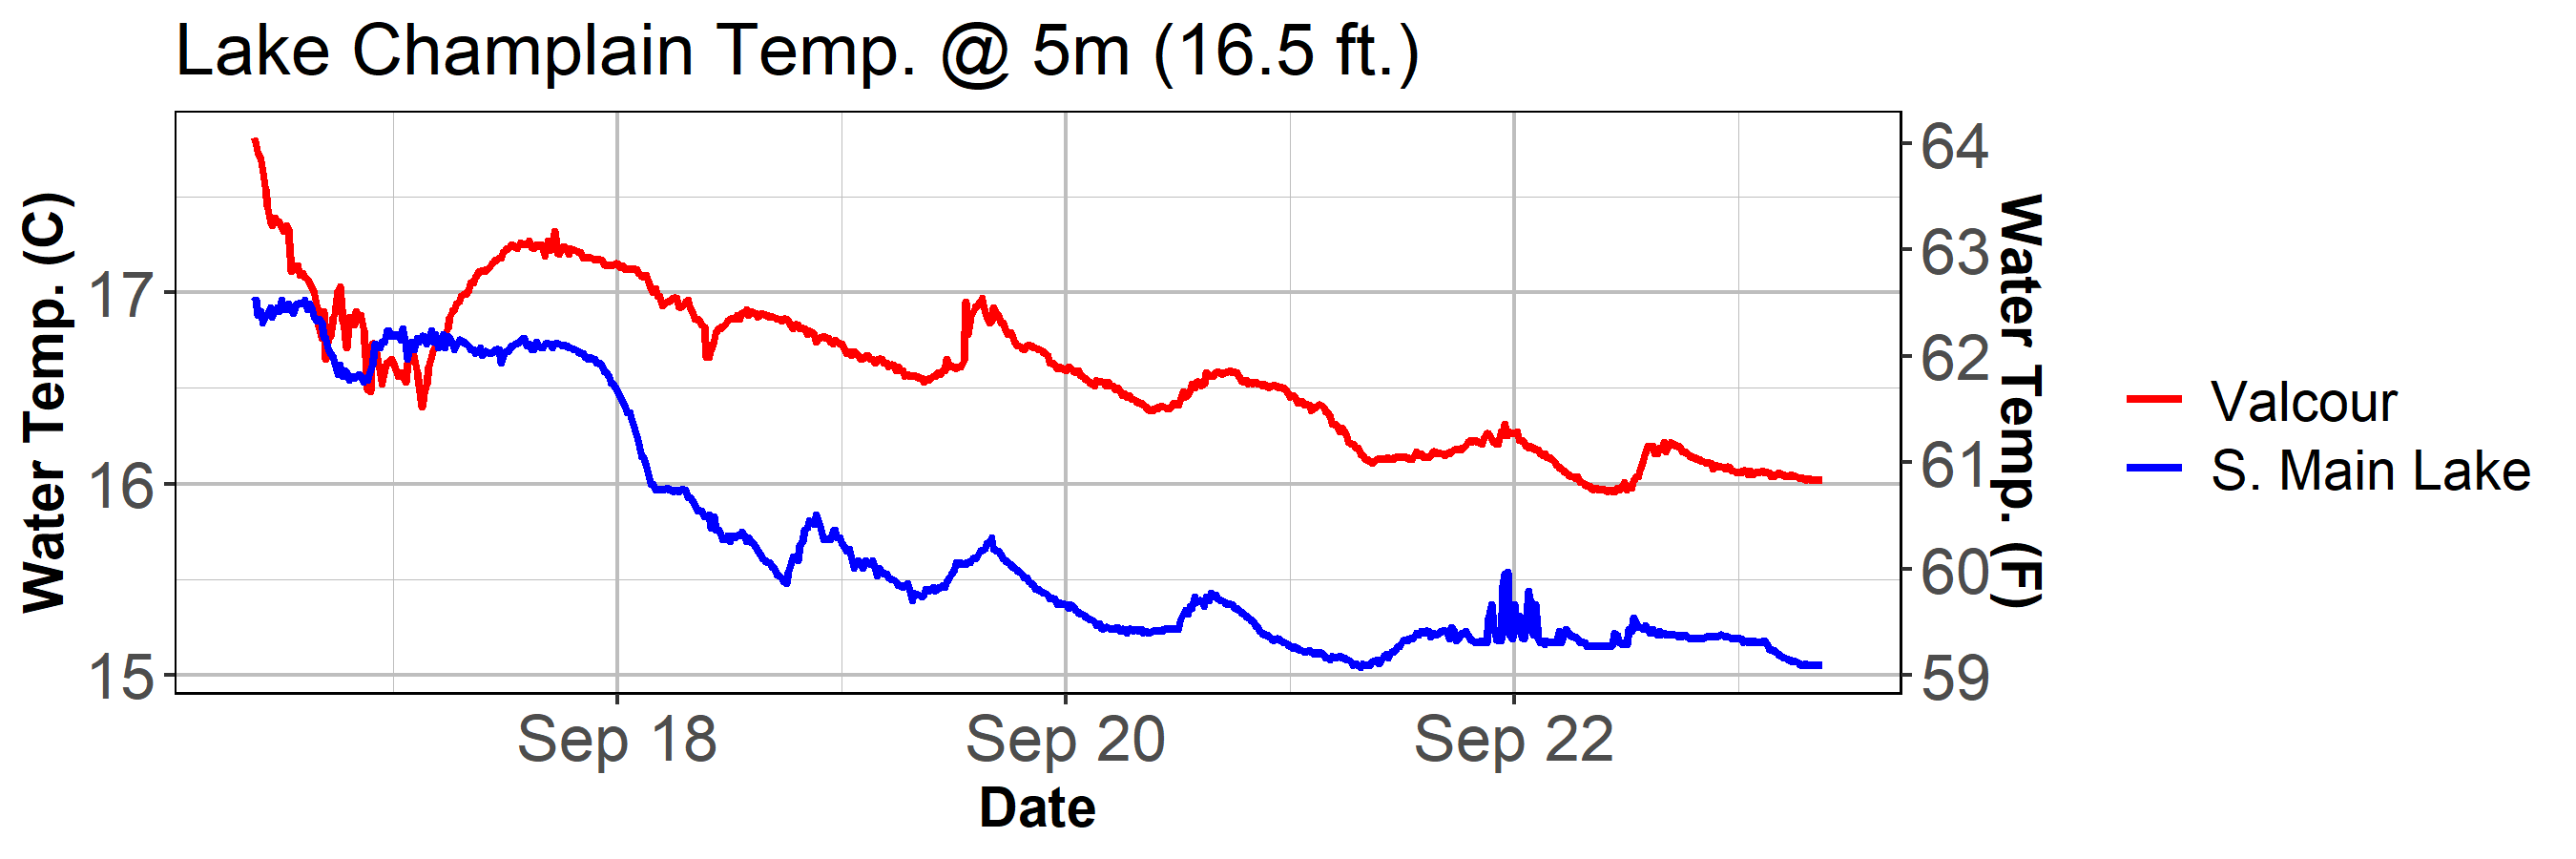 Lake Champlain Temp. @ 5m (16.5 ft.)
Water Temp. (C)
17
16
15
64
63
62
61
60
59
Water Temp. (F)
Sep 18
Sep 20
Sep 22
Date
Valcour
S. Main Lake